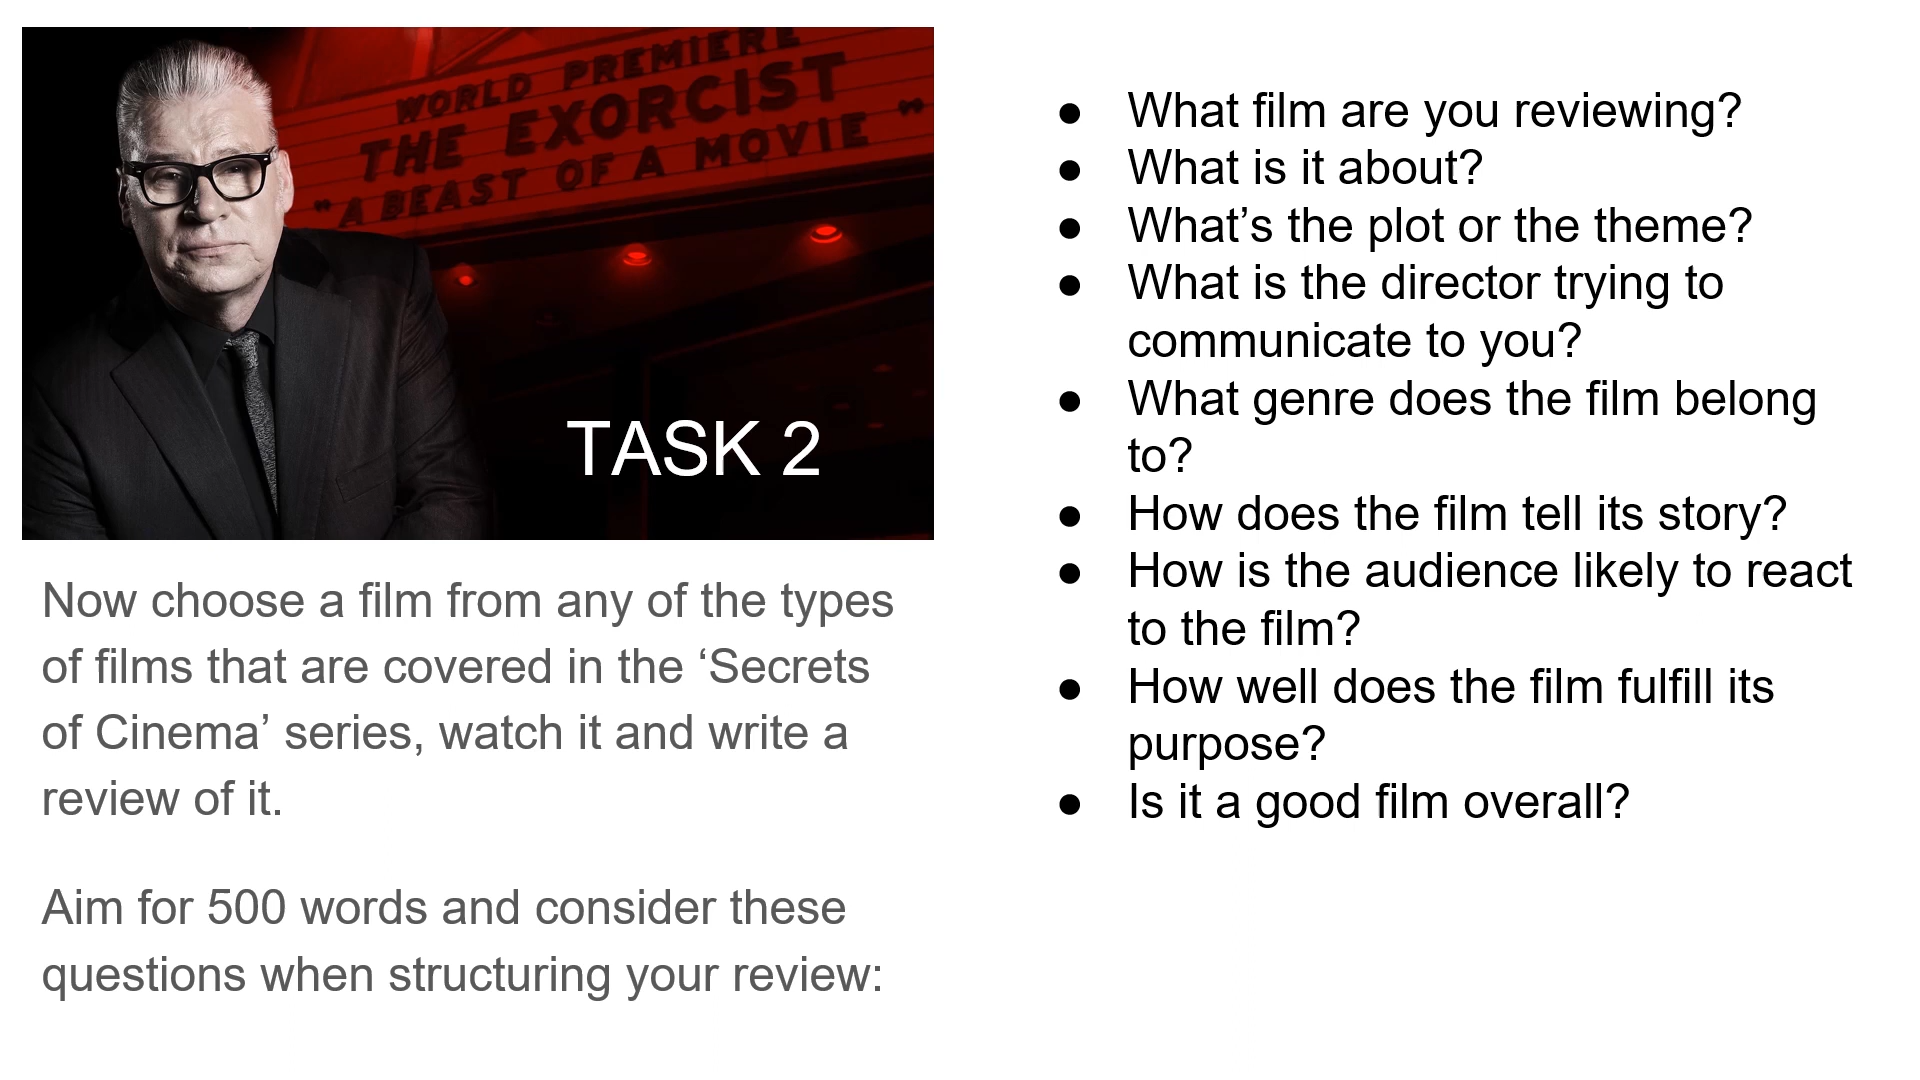 WORLD PREMIERE
THE EXORCIST
"A BEAST OF A MOVIE"
TASK 2
Now choose a film from any of the types
of films that are covered in the ‘Secrets
of Cinema’ series, watch it and write a
review of it.
Aim for 500 words and consider these
questions when structuring your review:
● What film are you reviewing?
● What is it about?
● What’s the plot or the theme?
● What is the director trying to
communicate to you?
● What genre does the film belong
to?
● How does the film tell its story?
● How is the audience likely to react
to the film?
● How well does the film fulfill its
purpose?
● Is it a good film overall?